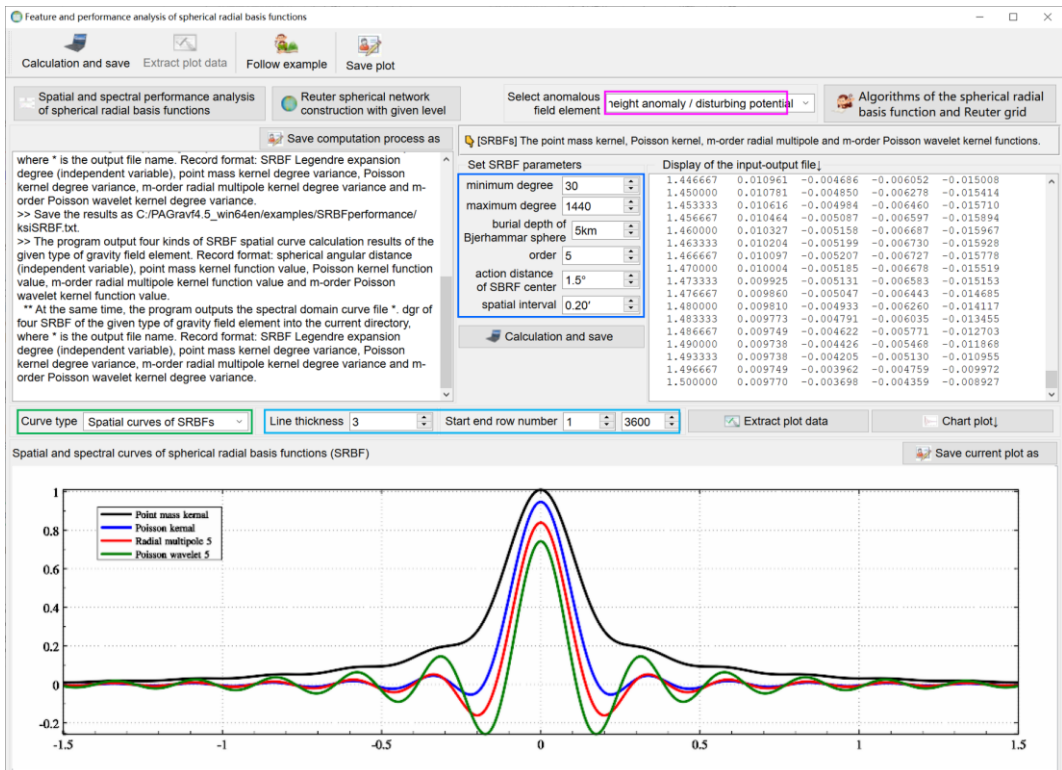 Feature and performance analysis of spherical radial basis functions
Calculation and save
Extract plot data
Follow example
Save plot
Spatial and spectral performance analysis
of spherical radial basis functions
Reuter spherical network
construction with given level
Select anomalous
field element
height anomaly / disturbing potential
Algorithms of the spherical radial
basis function and Reuter grid
Save computation process as
[SRBFs] The point mass kernel, Poisson kernel, m-order radial multipole and m-order Poisson wavelet kernel functions.
where * is the output file name. Record format: SRBF Legendre expansion
degree (independent variable), point mass kernel degree variance, Poisson
kernel degree variance, m-order radial multipole kernel degree variance and m-
order Poisson wavelet kernel degree variance.
>> Save the results as C:/PAGravf4.5_win64en/examples/SRBFperformance/
ksiSRBF.txt.
>> The program output four kinds of SRBF spatial curve calculation results of the
given type of gravity field element. Record format: spherical angular distance
(independent variable), point mass kernel function value, Poisson kernel function
value, m-order radial multipole kernel function value and m-order Poisson
wavelet kernel function value.
** At the same time, the program outputs the spectral domain curve file *. dgr of
four SRBF of the given type of gravity field element into the current directory,
where * is the output file name. Record format: SRBF Legendre expansion
degree (independent variable), point mass kernel degree variance, Poisson
kernel degree variance, m-order radial multipole kernel degree variance and m-
order Poisson wavelet kernel degree variance.
Set SRBF parameters
minimum degree 30
maximum degree 1440
burial depth of
Bjerhammar sphere 5km
order 5
action distance
of SBRF center 1.5°
spatial interval 0.20′
Calculation and save
Display of the input-output file↓
1.446667 0.010961 -0.004686 -0.006052 -0.015008
1.450000 0.010781 -0.004850 -0.006278 -0.015414
1.453333 0.010616 -0.004984 -0.006460 -0.015710
1.456667 0.010464 -0.005087 -0.006597 -0.015894
1.460000 0.010327 -0.005158 -0.006687 -0.015967
1.463333 0.010204 -0.005199 -0.006730 -0.015928
1.466667 0.010097 -0.005207 -0.006727 -0.015778
1.470000 0.010004 -0.005185 -0.006678 -0.015519
1.473333 0.009925 -0.005131 -0.006583 -0.015154
1.476667 0.009860 -0.005047 -0.006443 -0.014685
1.480000 0.009810 -0.004933 -0.006260 -0.014117
1.483333 0.009773 -0.004791 -0.006035 -0.013455
1.486667 0.009749 -0.004622 -0.005771 -0.012703
1.490000 0.009738 -0.004426 -0.005468 -0.011868
1.493333 0.009738 -0.004205 -0.005130 -0.010955
1.496667 0.009749 -0.003962 -0.004759 -0.009972
1.500000 0.009770 -0.003698 -0.004359 -0.008927
Curve type Spatial curves of SRBFs
Line thickness 3
Start end row number 1 3600
Extract plot data
Chart plot↓
Spatial and spectral curves of spherical radial basis functions (SRBF)
Save current plot as
Point mass kernal
Poisson kernal
Radial multipole 5
Poisson wavelet 5
1
0.8
0.6
0.4
0.2
0
-0.2
-1.5 -1 -0.5 0 0.5 1 1.5